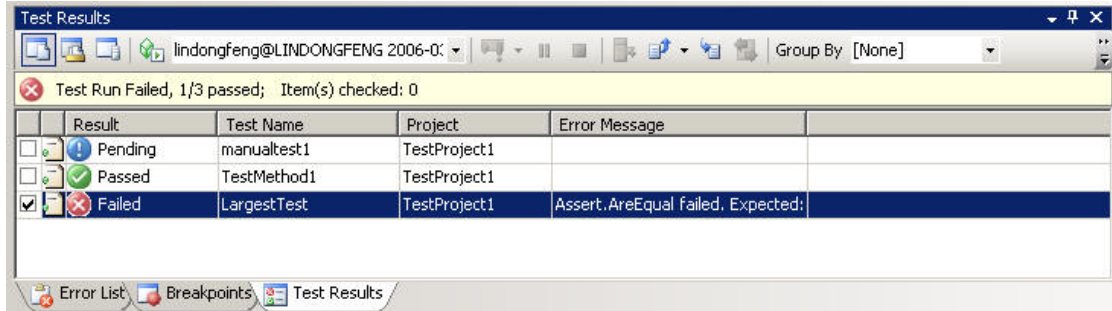 Test Results
lindongfeng@LINDONGFENG 2006-0 Group By [None]
Test Run Failed, 1/3 passed; Item(s) checked: 0
Result Test Name Project Error Message
Pending manualtest1 TestProject1
Passed TestMethod1 TestProject1
Failed LargestTest TestProject1 Assert.AreEqual failed. Expected:
Error List Breakpoints Test Results